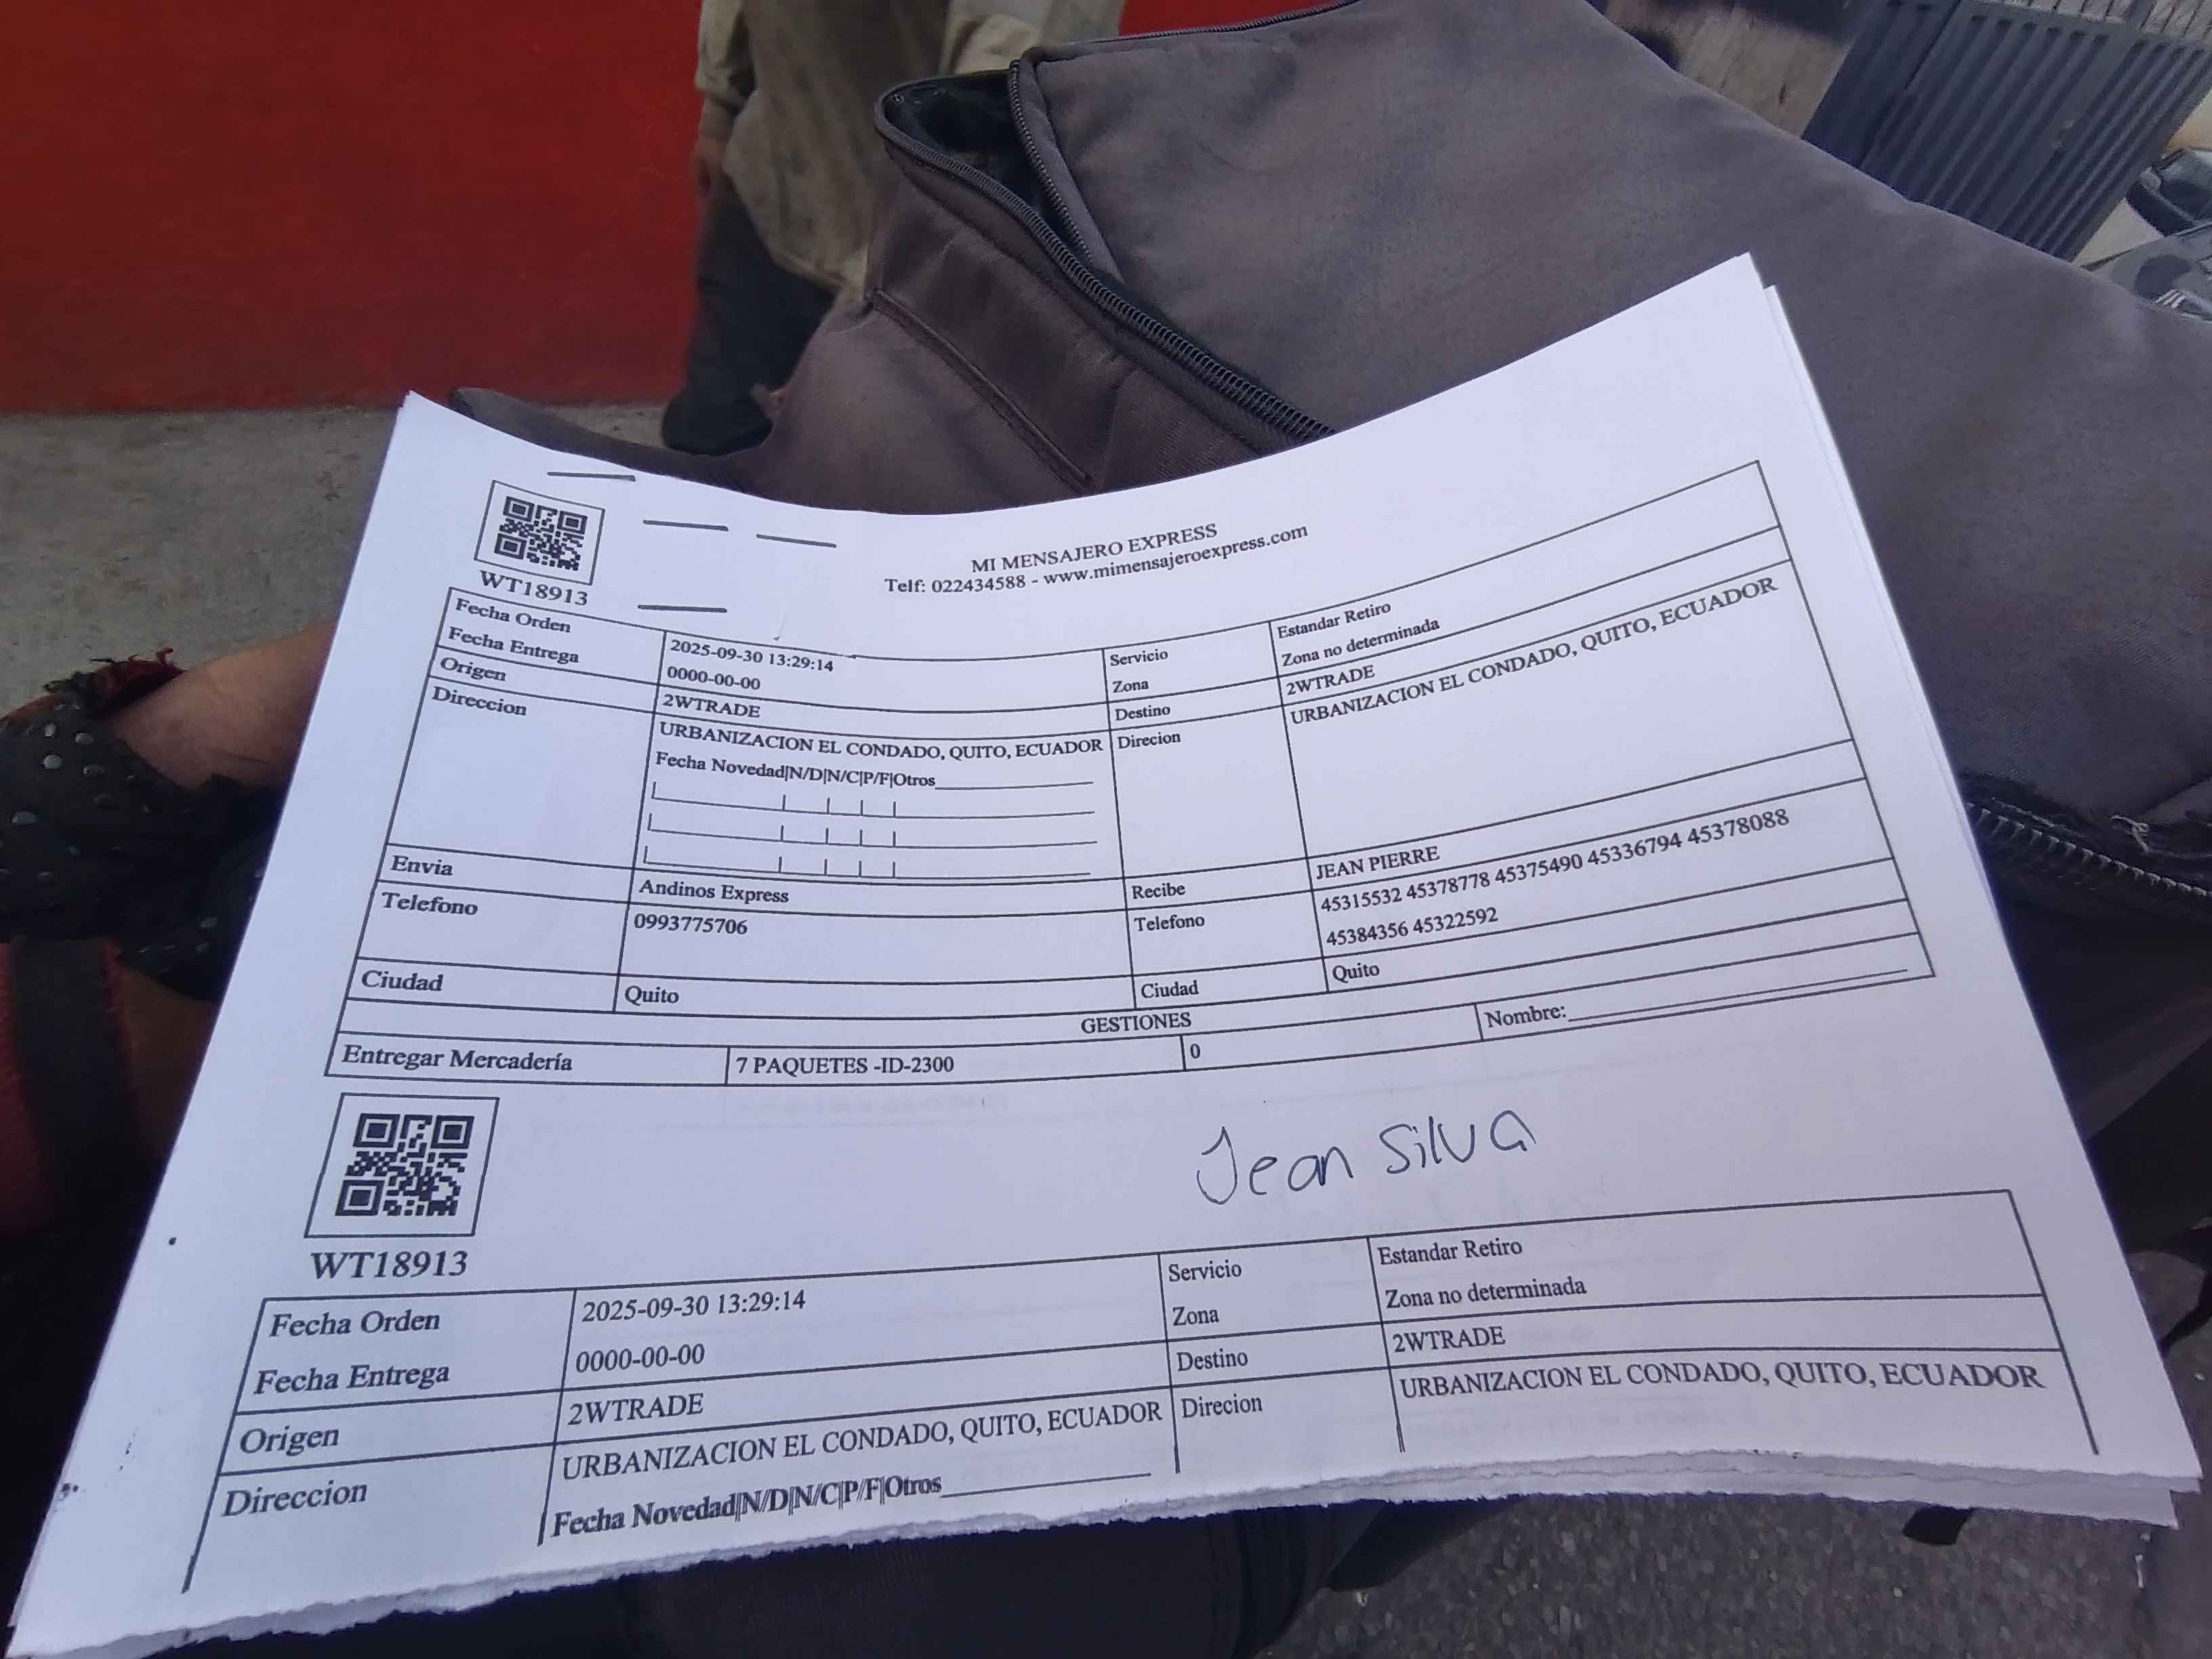 WT18913
MI MENSAJERO EXPRESS
Telf: 022434588 - www.mimensajeroexpress.com
Fecha Orden 2025-09-30 13:29:14 Servicio Estandar Retiro
Fecha Entrega 0000-00-00 Zona Zona no determinada
Origen 2WTRADE Destino 2WTRADE
Direccion URBANIZACION EL CONDADO, QUITO, ECUADOR Direcion URBANIZACION EL CONDADO, QUITO, ECUADOR
Fecha Novedad|N/D|N/C|P/F|Otros
Envia Andinos Express Recibe JEAN PIERRE
Telefono 0993775706 Telefono 45315532 45378778 45375490 45336794 45378088
45384356 45322592
Ciudad Quito Ciudad Quito
GESTIONES
Entregar Mercadería 7 PAQUETES -ID-2300 0 Nombre:
Jean Silva
WT18913
Fecha Orden 2025-09-30 13:29:14 Servicio Estandar Retiro
Fecha Entrega 0000-00-00 Zona Zona no determinada
Origen 2WTRADE Destino 2WTRADE
Direccion URBANIZACION EL CONDADO, QUITO, ECUADOR Direcion URBANIZACION EL CONDADO, QUITO, ECUADOR
Fecha Novedad|N/D|N/C|P/F|Otros